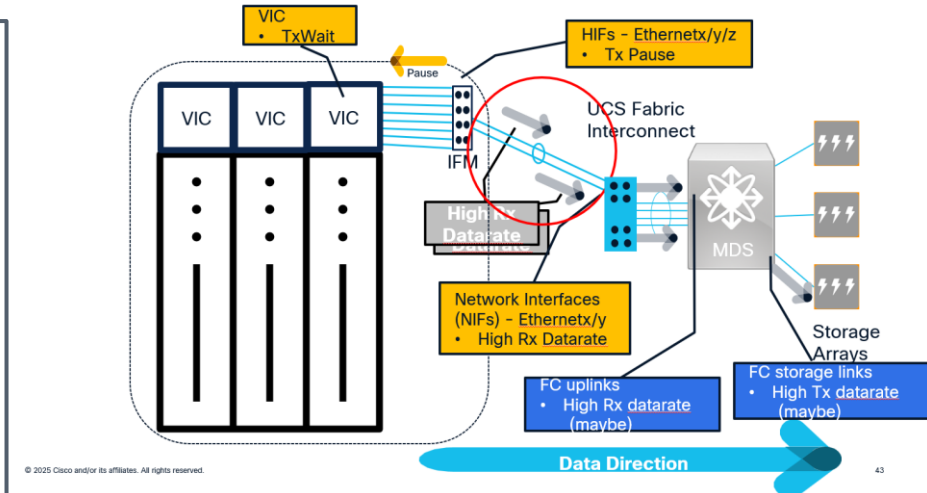 VIC
• TxWait
HIFs - Ethernetx/y/z
• Tx Pause
Pause
VIC
VIC
VIC
IFM
UCS Fabric
Interconnect
High Rx
Datarate
Datarate
MDS
Network Interfaces
(NIFs) - Ethernetx/y
• High Rx Datarate
Storage
Arrays
FC uplinks
• High Rx datarate
(maybe)
FC storage links
• High Tx datarate
(maybe)
Data Direction
© 2025 Cisco and/or its affiliates. All rights reserved.
43